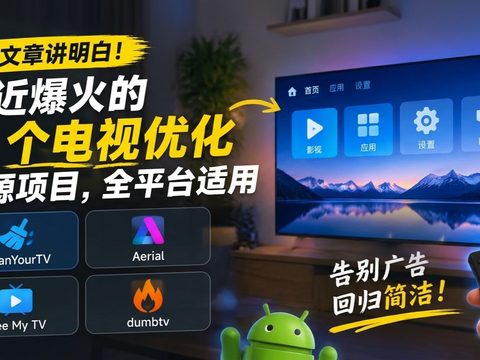 文章讲明白！
近爆火的
个电视优化
源项目，全平台适用
anYourTV
Aerial
ee My TV
dumbtv
首页 应用 设置
影视
应用
设置
告别广告
回归简洁！